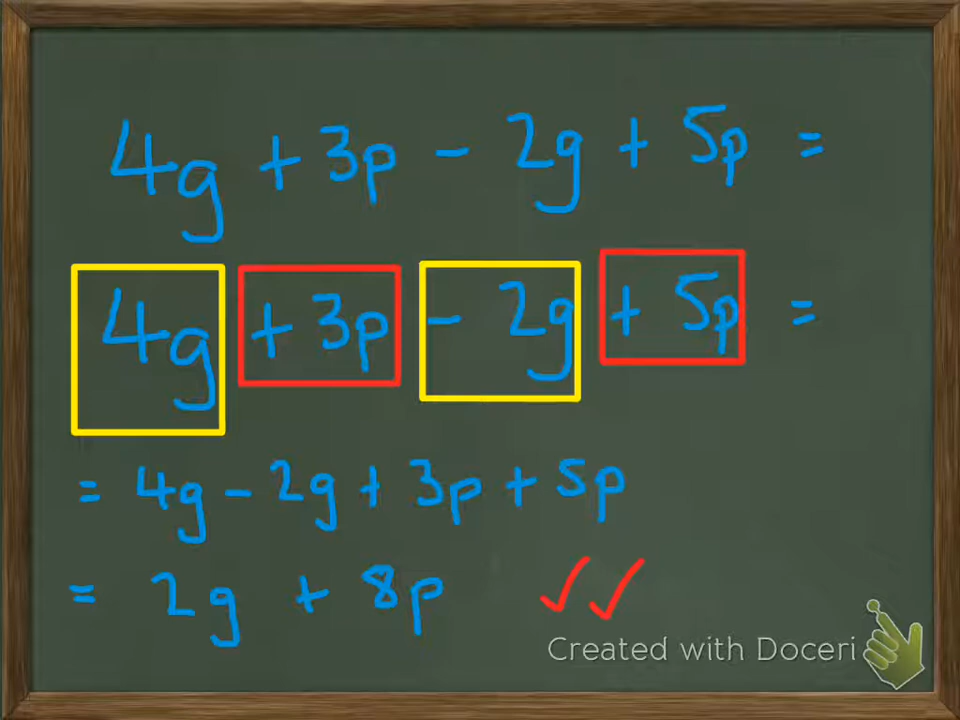 4g + 3p - 2g + 5p =
4g + 3p - 2g + 5p =
= 4g - 2g + 3p + 5p
= 2g + 8p ✓✓
Created with Doceri